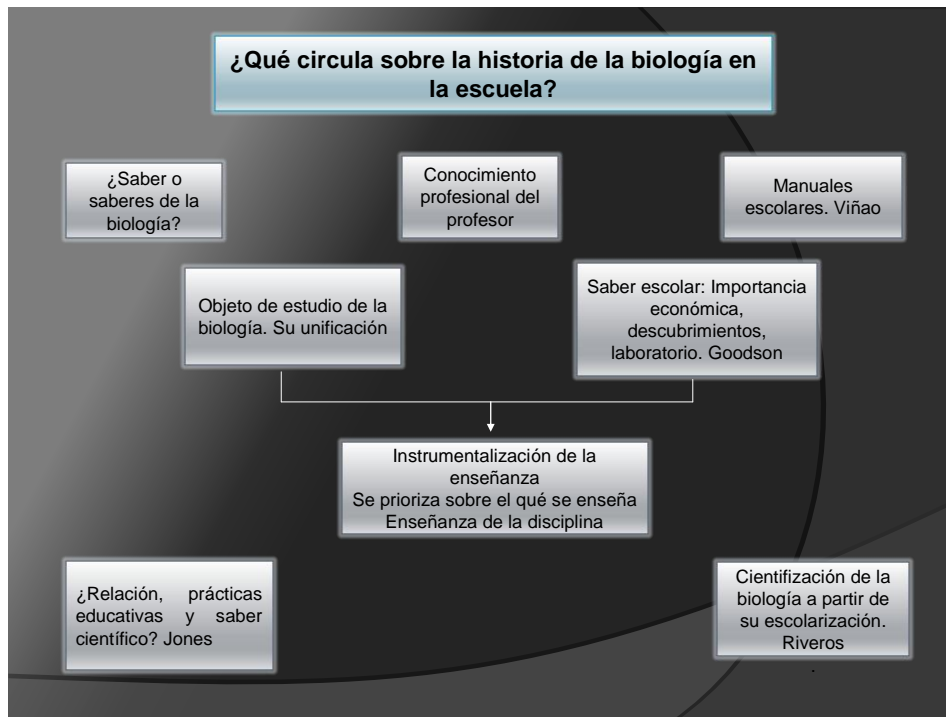 ¿Qué circula sobre la historia de la biología en
la escuela?
¿Saber o
saberes de la
biología?
Conocimiento
profesional del
profesor
Manuales
escolares. Viñao
Objeto de estudio de la
biología. Su unificación
Saber escolar: Importancia
económica,
descubrimientos,
laboratorio. Goodson
Instrumentalización de la
enseñanza
Se prioriza sobre el qué se enseña
Enseñanza de la disciplina
¿Relación, prácticas
educativas y saber
científico? Jones
Cientifización de la
biología a partir de
su escolarización.
Riveros
.